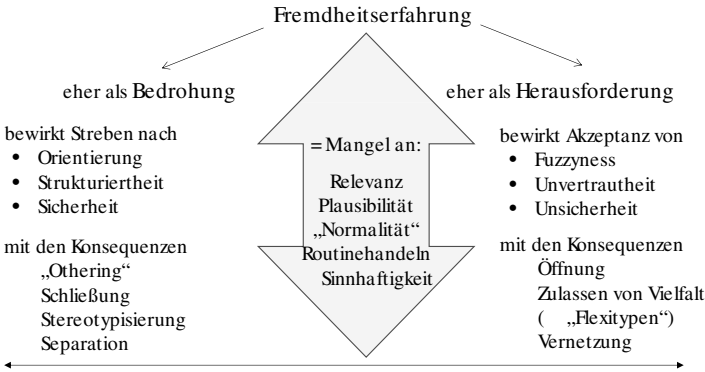 Fremdheitserfahrung
eher als Bedrohung
bewirkt Streben nach
• Orientierung
• Strukturiertheit
• Sicherheit
mit den Konsequenzen
„Othering“
Schließung
Stereotypisierung
Separation
= Mangel an:
Relevanz
Plausibilität
„Normalität“
Routinehandeln
Sinnhaftigkeit
eher als Herausforderung
bewirkt Akzeptanz von
• Fuzzyness
• Unvertrautheit
• Unsicherheit
mit den Konsequenzen
Öffnung
Zulassen von Vielfalt
( „Flexitypen“)
Vernetzung